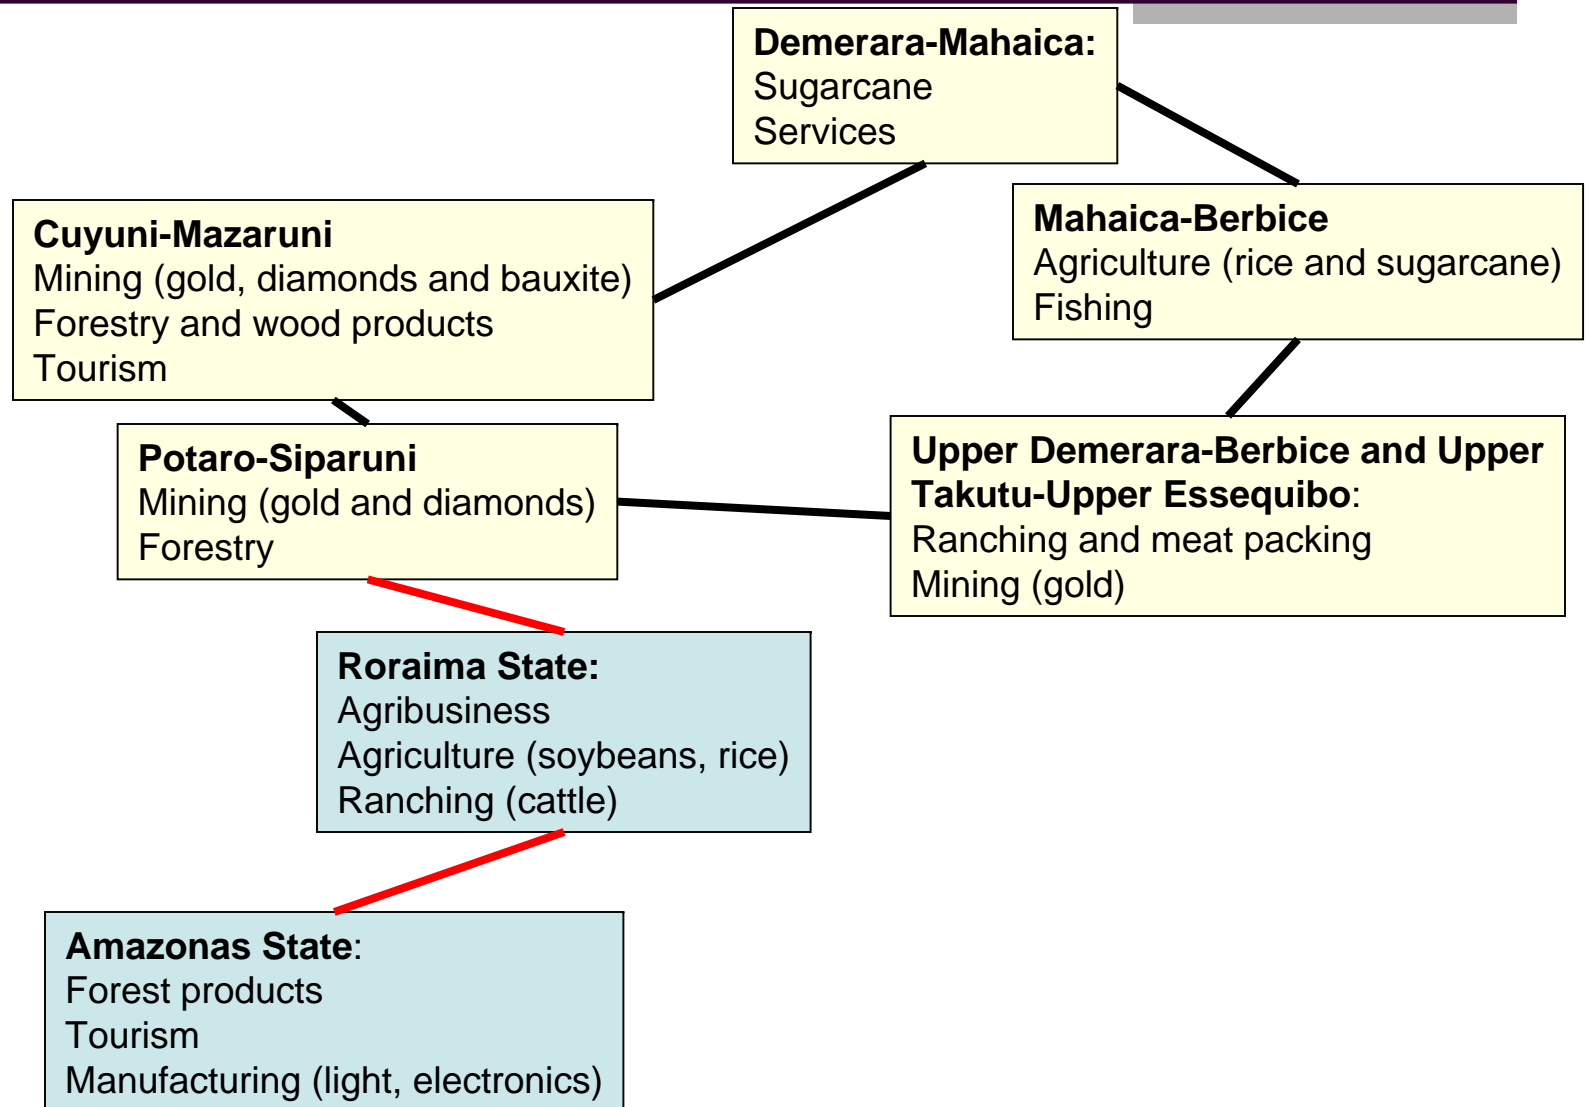 Demerara-Mahaica:
Sugarcane
Services
Cuyuni-Mazaruni
Mining (gold, diamonds and bauxite)
Forestry and wood products
Tourism
Mahaica-Berbice
Agriculture (rice and sugarcane)
Fishing
Potaro-Siparuni
Mining (gold and diamonds)
Forestry
Upper Demerara-Berbice and Upper
Takutu-Upper Essequibo:
Ranching and meat packing
Mining (gold)
Roraima State:
Agribusiness
Agriculture (soybeans, rice)
Ranching (cattle)
Amazonas State:
Forest products
Tourism
Manufacturing (light, electronics)